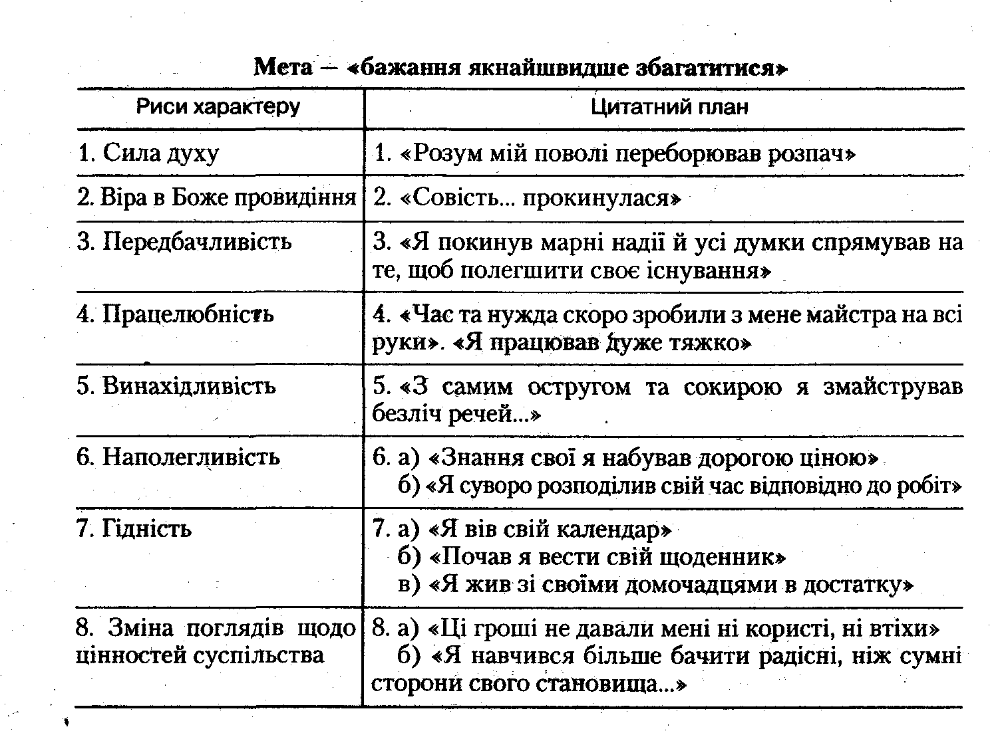 Мета — «бажання якнайшвидше збагатитися»
Риси характеру
Цитатний план
1. Сила духу
1. «Розум мій поволі переборював розпач»
2. Віра в Боже провидіння
2. «Совість... прокинулася»
3. Передбачливість
3. «Я покинув марні надії й усі думки спрямував на
те, щоб полегшити своє існування»
4. Працелюбність
4. «Час та нужда скоро зробили з мене майстра на всі
руки». «Я працював дуже тяжко»
5. Винахідливість
5. «З самим остругом та сокирою я змайстрував
безліч речей...»
6. Наполегливість
6. а) «Знання свої я набував дорогою ціною»
б) «Я суворо розподілив свій час відповідно до робіт»
7. Гідність
7. а) «Я вів свій календар»
б) «Почав я вести свій щоденник»
в) «Я жив зі своїми домочадцями в достатку»
8. Зміна поглядів щодо
цінностей суспільства
8. а) «Ці гроші не давали мені ні користі, ні втіхи»
б) «Я навчився більше бачити радісні, ніж сумні
сторони свого становища...»